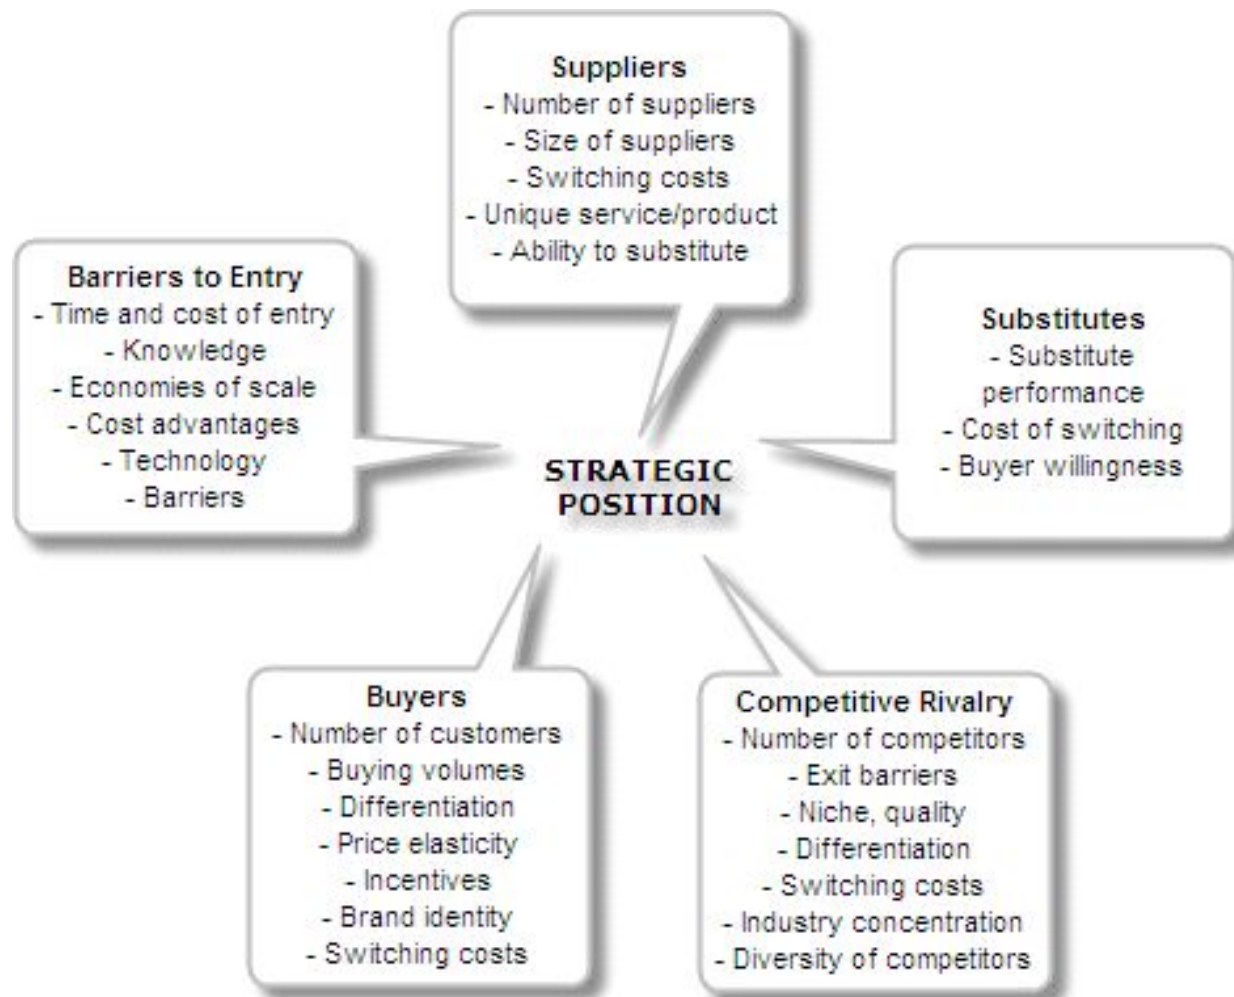 Suppliers
- Number of suppliers
- Size of suppliers
- Switching costs
- Unique service/product
- Ability to substitute
Barriers to Entry
- Time and cost of entry
- Knowledge
- Economies of scale
- Cost advantages
- Technology
- Barriers
Substitutes
- Substitute
performance
- Cost of switching
- Buyer willingness
STRATEGIC
POSITION
Buyers
- Number of customers
- Buying volumes
- Differentiation
- Price elasticity
- Incentives
- Brand identity
- Switching costs
Competitive Rivalry
- Number of competitors
- Exit barriers
- Niche, quality
- Differentiation
- Switching costs
- Industry concentration
- Diversity of competitors